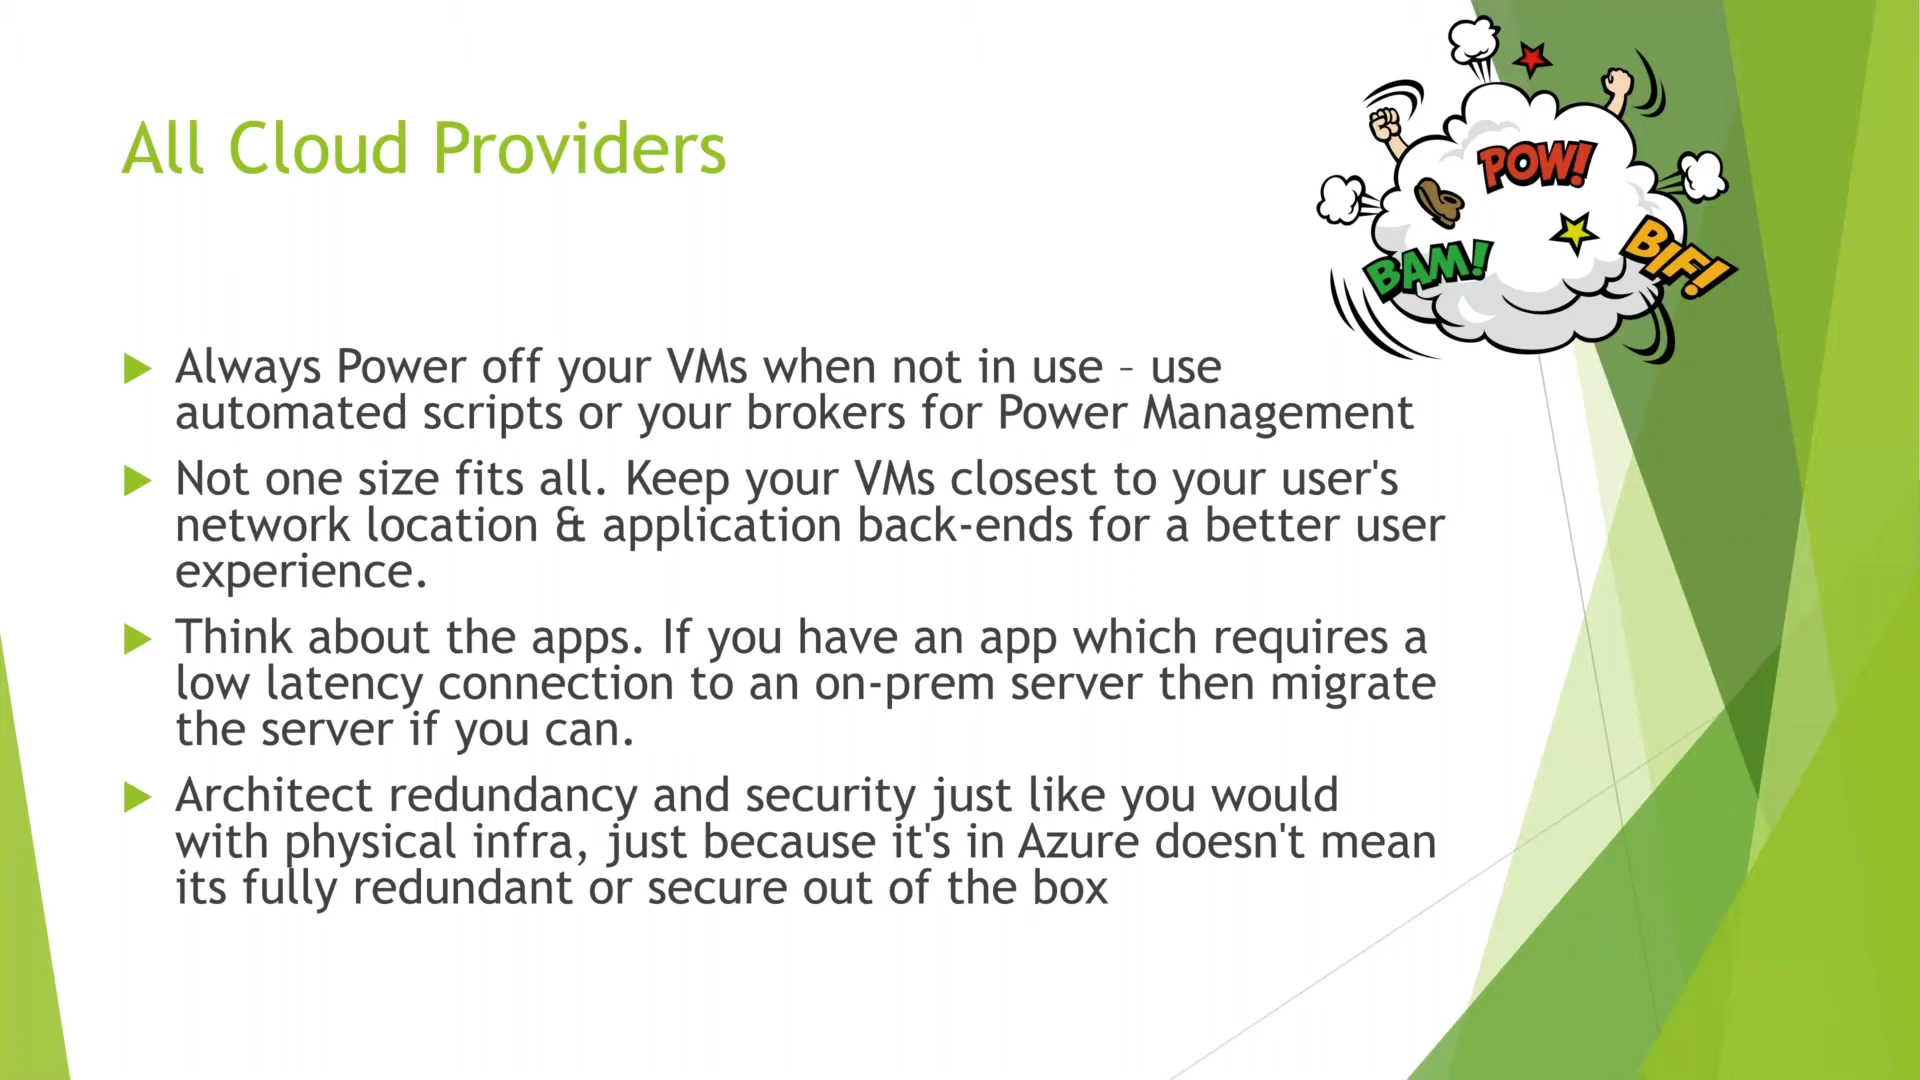 All Cloud Providers
POW!
BAM!
BIF!
Always Power off your VMs when not in use – use
automated scripts or your brokers for Power Management
Not one size fits all. Keep your VMs closest to your user's
network location & application back-ends for a better user
experience.
Think about the apps. If you have an app which requires a
low latency connection to an on-prem server then migrate
the server if you can.
Architect redundancy and security just like you would
with physical infra, just because it's in Azure doesn't mean
its fully redundant or secure out of the box